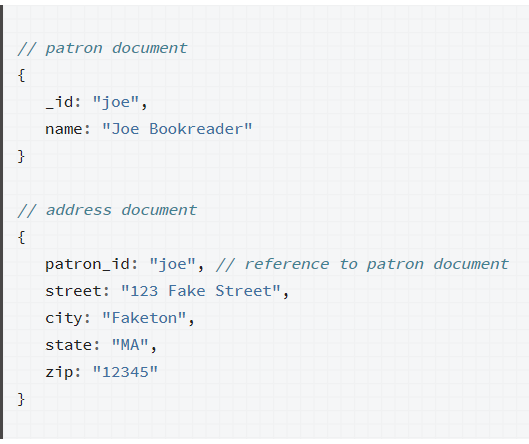 // patron document
{
_id: "joe",
name: "Joe Bookreader"
}
// address document
{
patron_id: "joe", // reference to patron document
street: "123 Fake Street",
city: "Faketon",
state: "MA",
zip: "12345"
}